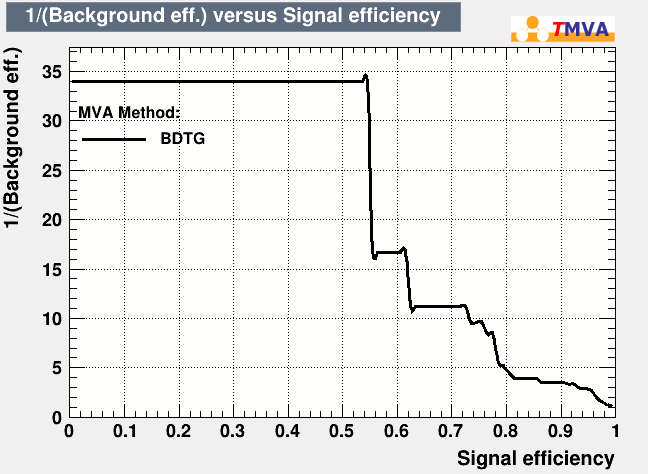 1/(Background eff.) versus Signal efficiency
TMVA
1/(Background eff.)
35
30
25
20
15
10
5
0
MVA Method:
BDTG
0 0.1 0.2 0.3 0.4 0.5 0.6 0.7 0.8 0.9 1
Signal efficiency